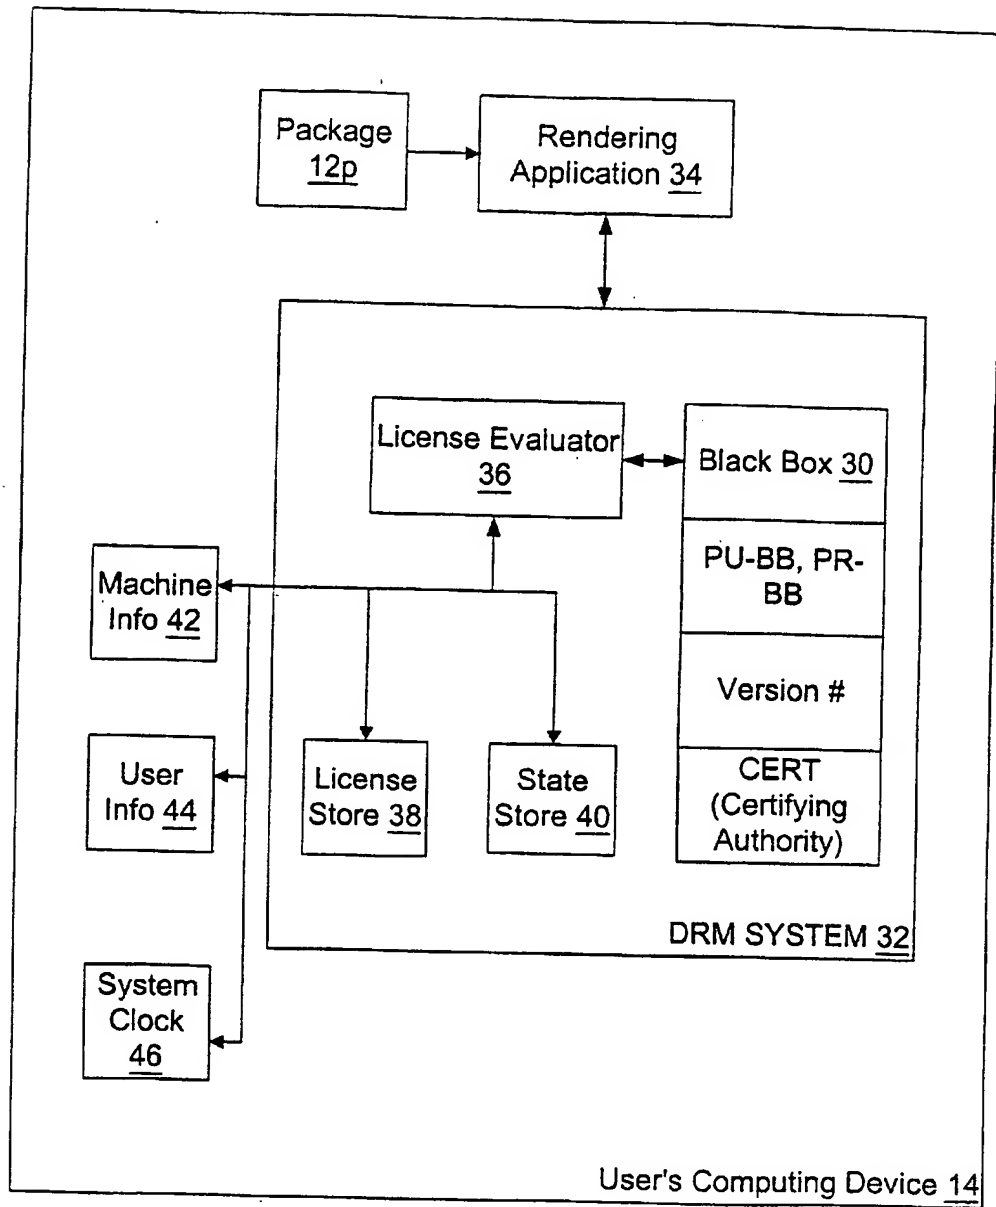 Package
12p
Rendering
Application 34
License Evaluator
36
Black Box 30
PU-BB, PR-
BB
Version #
CERT
(Certifying
Authority)
Machine
Info 42
User
Info 44
License
Store 38
State
Store 40
DRM SYSTEM 32
System
Clock
46
User's Computing Device 14